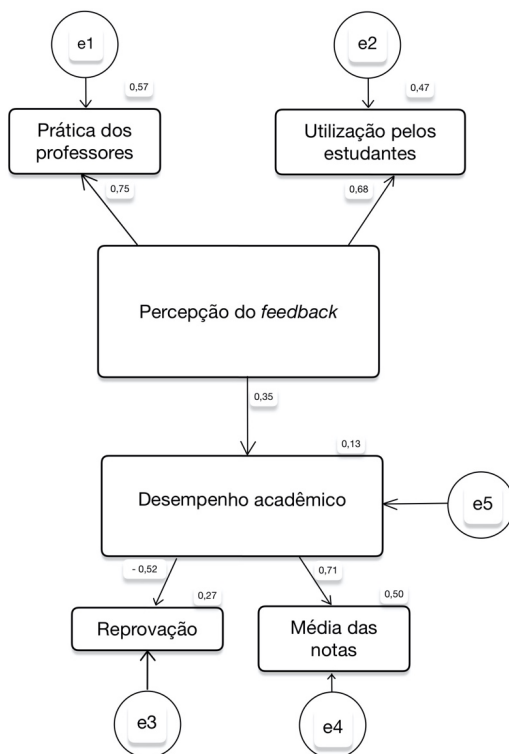 e1
e2
0,57
0,47
Prática dos
professores
Utilização pelos
estudantes
0,75
0,68
Percepção do feedback
0,35
0,13
Desempenho acadêmico
e5
- 0,52
0,71
0,27
0,50
Reprovação
Média das
notas
e3
e4